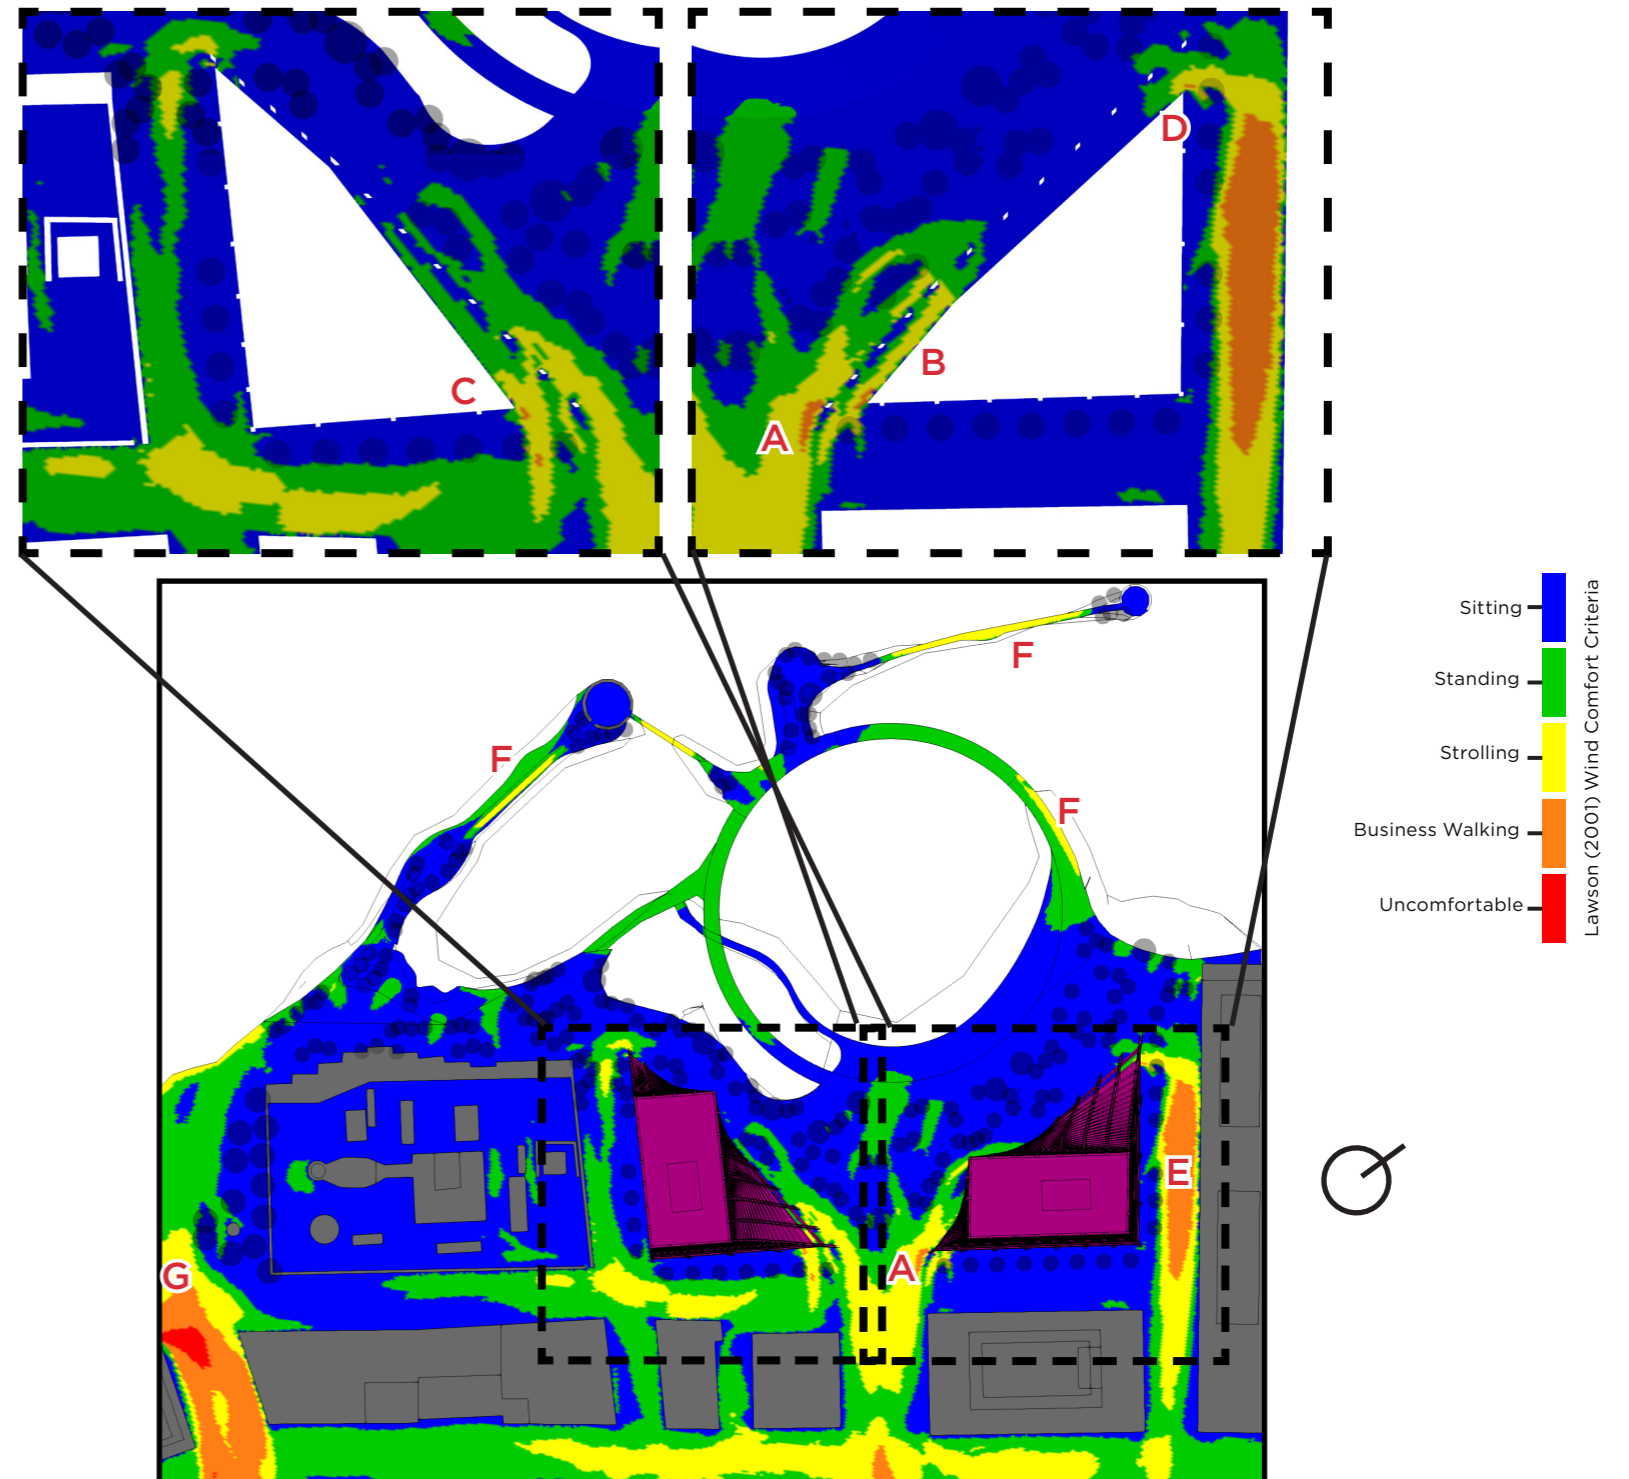 D
C
B
A
F
F
F
E
A
G
Sitting
Standing
Strolling
Business Walking
Uncomfortable
Lawson (2001) Wind Comfort Criteria